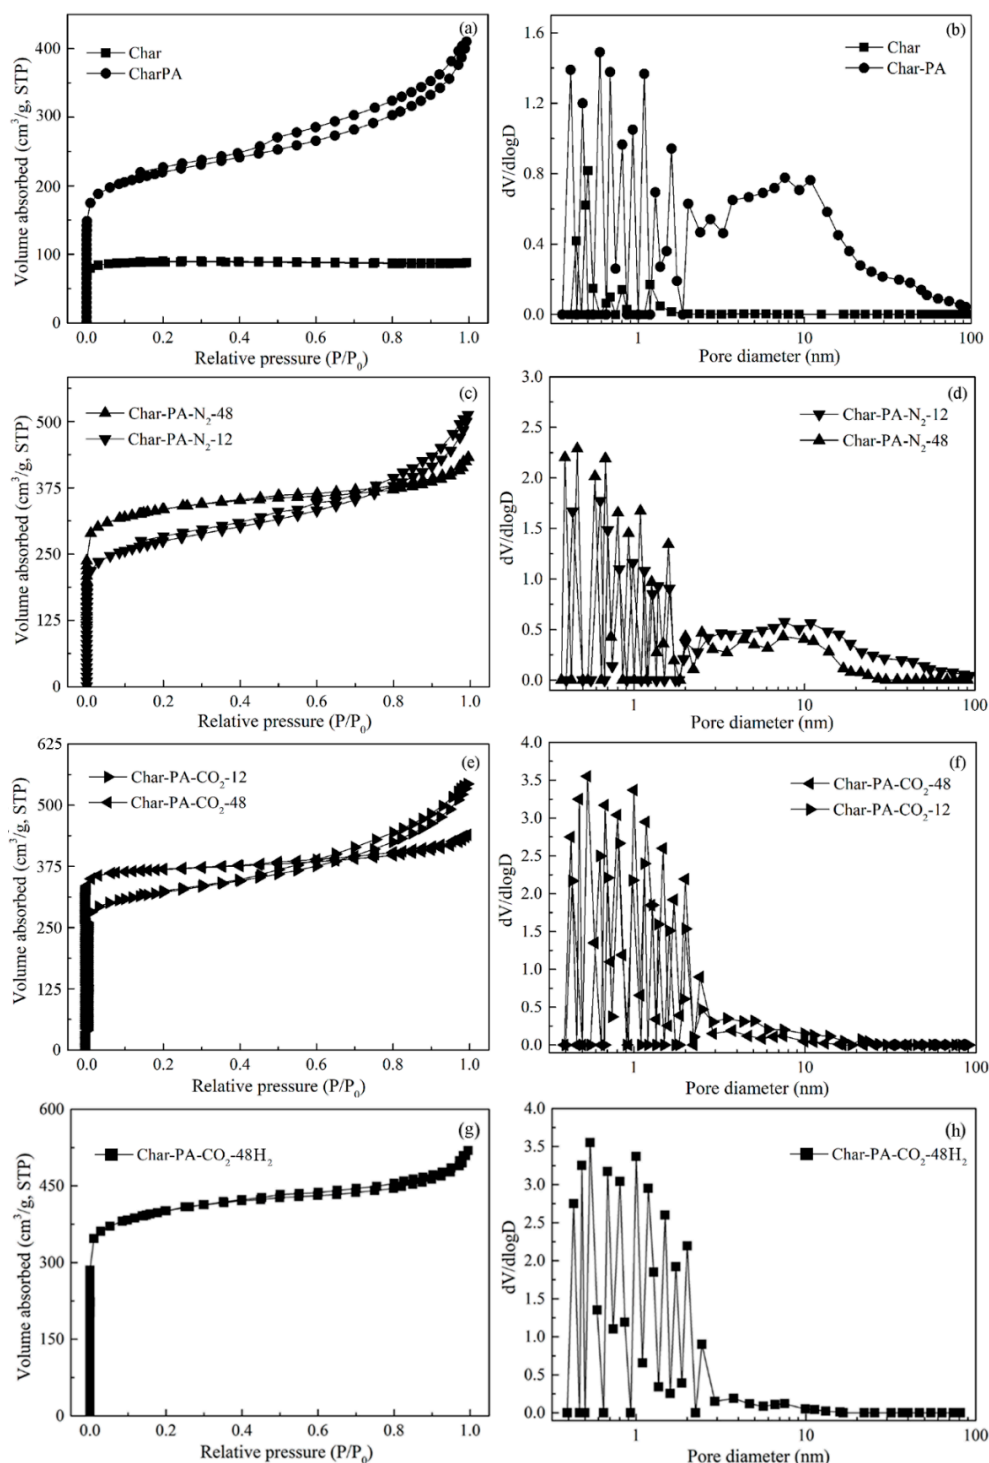 (a)
Char
CharPA
400
300
200
100
0
0.0 0.2 0.4 0.6 0.8 1.0
Volume absorbed (cm³/g, STP)
Relative pressure (P/P₀)
(b)
Char
Char-PA
1.6
1.2
0.8
0.4
0.0
1 10 100
dV/dlogD
Pore diameter (nm)
(c)
Char-PA-N₂-48
Char-PA-N₂-12
500
375
250
125
0
0.0 0.2 0.4 0.6 0.8 1.0
Volume absorbed (cm³/g, STP)
Relative pressure (P/P₀)
(d)
Char-PA-N₂-12
Char-PA-N₂-48
3.0
2.5
2.0
1.5
1.0
0.5
0.0
1 10 100
dV/dlogD
Pore diameter (nm)
(e)
Char-PA-CO₂-12
Char-PA-CO₂-48
625
500
375
250
125
0
0.0 0.2 0.4 0.6 0.8 1.0
Volume absorbed (cm³/g, STP)
Relative pressure (P/P₀)
(f)
Char-PA-CO₂-48
Char-PA-CO₂-12
4.0
3.5
3.0
2.5
2.0
1.5
1.0
0.5
0.0
1 10 100
dV/dlogD
Pore diameter (nm)
(g)
Char-PA-CO₂-48H₂
600
450
300
150
0
0.0 0.2 0.4 0.6 0.8 1.0
Volume absorbed (cm³/g, STP)
Relative pressure (P/P₀)
(h)
Char-PA-CO₂-48H₂
4.0
3.5
3.0
2.5
2.0
1.5
1.0
0.5
0.0
1 10 100
dV/dlogD
Pore diameter (nm)